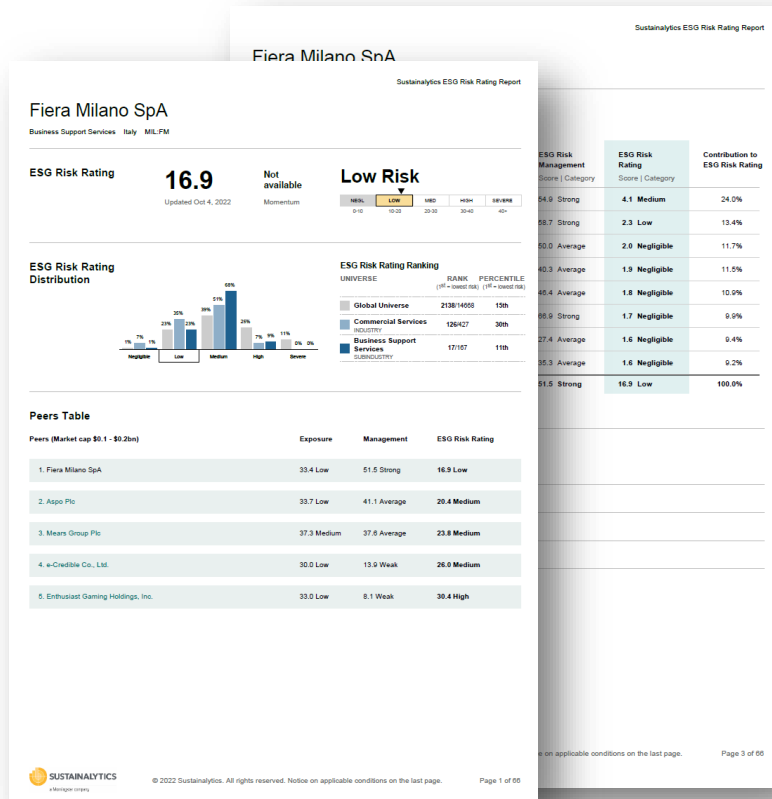 Sustainalytics ESG Risk Rating Report
Fiera Milano SpA
ESG Risk Management
ESG Risk Rating
Contribution to ESG Risk Rating
Score | Category
Score | Category
54.9 Strong 4.1 Medium 24.0%
58.7 Strong 2.3 Low 13.4%
50.0 Average 2.0 Negligible 11.7%
40.3 Average 1.9 Negligible 11.5%
46.4 Average 1.8 Negligible 10.9%
Strong 1.7 Negligible 9.9%
27.4 Average 1.6 Negligible 9.4%
35.3 Average 1.6 Negligible 9.2%
51.5 Strong 16.9 Low 100.0%
on applicable conditions on the last page. Page 3 of 66
Sustainalytics ESG Risk Rating Report
Fiera Milano SpA
Business Support Services Italy MIL:FM
ESG Risk Rating
16.9
Updated Oct 4, 2022
Not available
Momentum
Low Risk
NEGL LOW MED HIGH SEVERE
0-10 10-20 20-30 30-40 40+
ESG Risk Rating Distribution
1% 7% 1%
23% 35% 23%
39% 51% 68%
26% 7% 9%
11% 0% 0%
Negligible Low Medium High Severe
ESG Risk Rating Ranking
UNIVERSE RANK PERCENTILE
(1st = lowest risk) (1st = lowest risk)
Global Universe 2138/14668 15th
Commercial Services 126/427 30th
INDUSTRY
Business Support Services 17/167 11th
SUBINDUSTRY
Peers Table
Peers (Market cap $0.1 - $0.2bn) Exposure Management ESG Risk Rating
1. Fiera Milano SpA 33.4 Low 51.5 Strong 16.9 Low
2. Aspo Plc 33.7 Low 41.1 Average 20.4 Medium
3. Mears Group Plc 37.3 Medium 37.6 Average 23.8 Medium
4. e-Credible Co., Ltd. 30.0 Low 13.9 Weak 26.0 Medium
5. Enthusiast Gaming Holdings, Inc. 33.0 Low 8.1 Weak 30.4 High
SUSTAINALYTICS
a Morningstar company
© 2022 Sustainalytics. All rights reserved. Notice on applicable conditions on the last page. Page 1 of 66